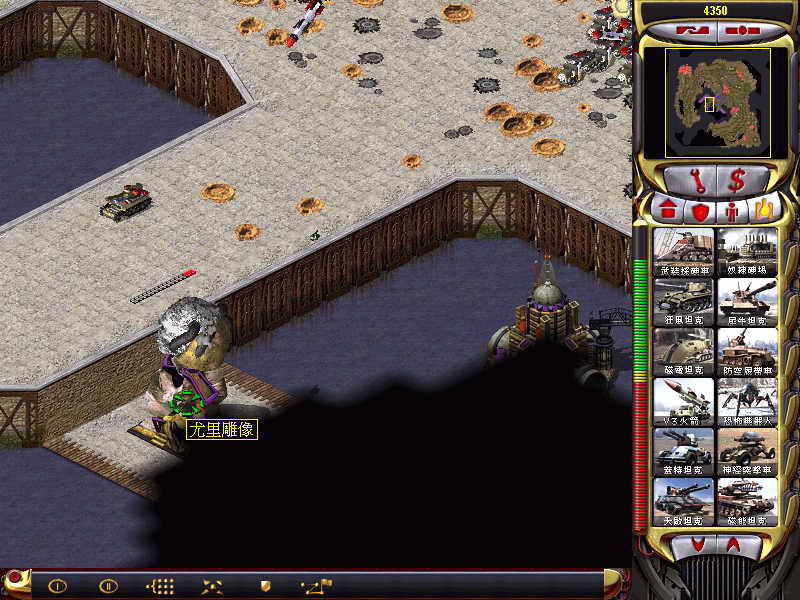 4350
尤里雕像
武裝採礦車
奴隸礦場
狂風坦克
犀牛坦克
磁電坦克
防空履帶車
V3火箭
恐怖機器人
蓋特坦克
神經突擊車
天啟坦克
磁能坦克